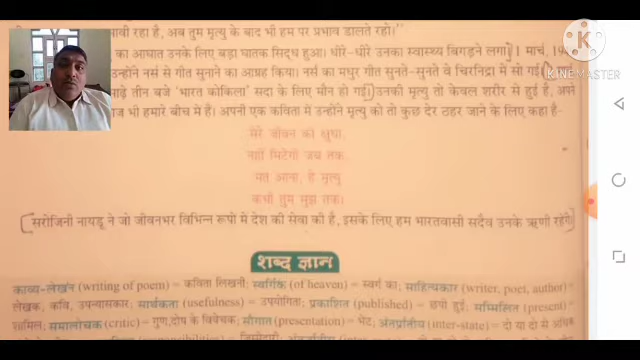 रहा है, अब तुम मृत्यु के बाद भी हम पर प्रभाव डालते रहो।”
का आघात उनके लिए बड़ा घातक सिद्ध हुआ। धीरे-धीरे उनका स्वास्थ्य बिगड़ने लगा। 1 मार्च,
उन्होंने नर्स से गीत सुनाने का आग्रह किया। नर्स का मधुर गीत सुनते-सुनते वे चिरनिद्रा में सो गईं
साढ़े तीन बजे 'भारत कोकिला' सदा के लिए मौन हो गई। उनकी मृत्यु तो केवल शरीर से हुई है, अपने
भी हमारे बीच में हैं। अपनी एक कविता में उन्होंने मृत्यु को तो कुछ देर ठहर जाने के लिए कहा है-
मेरे जीवन की क्षुधा,
नहीं मिटेगी जब तक,
मत आना, हे मृत्यु
कभी तुम मुझ तक।
सरोजिनी नायडू ने जो जीवनभर विभिन्न रूपों में देश की सेवा की है, इसके लिए हम भारतवासी सदैव उनके ऋणी रहेंगे।
शब्द ज्ञान
काव्य-लेखन (writing of poem) = कविता लिखनी; स्वर्गिक (of heaven) = स्वर्ग का; साहित्यकार (writer, poet, author) =
लेखक, कवि, उपन्यासकार; सार्थकता (usefulness) = उपयोगिता; प्रकाशित (published) = छपी हुई; सम्मिलित (present) =
शामिल; समालोचक (critic) = गुण, दोष के विवेचक; सौगात (presentation) = भेंट; अंतर्प्रांतीय (inter-state) = दो या दो से अधिक
जिम्मेदारी;
KINEMASTER